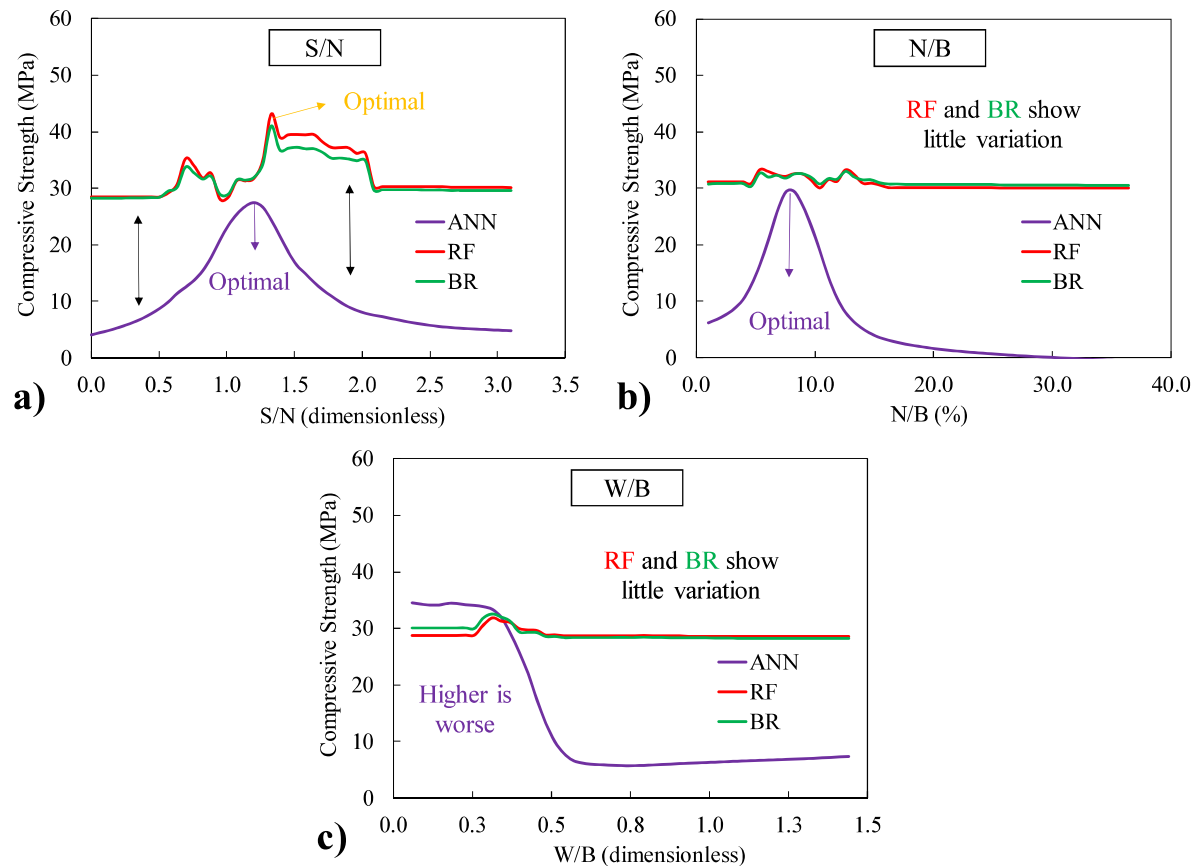 S/N
Compressive Strength (MPa)
60
50
40
30
20
10
0
Optimal
Optimal
ANN
RF
BR
0.0 0.5 1.0 1.5 2.0 2.5 3.0 3.5
S/N (dimensionless)
a)
N/B
Compressive Strength (MPa)
60
50
40
30
20
10
0
RF and BR show
little variation
ANN
RF
BR
Optimal
0.0 10.0 20.0 30.0 40.0
N/B (%)
b)
W/B
Compressive Strength (MPa)
60
50
40
30
20
10
0
RF and BR show
little variation
ANN
RF
BR
Higher is
worse
0.0 0.3 0.5 0.8 1.0 1.3 1.5
W/B (dimensionless)
c)